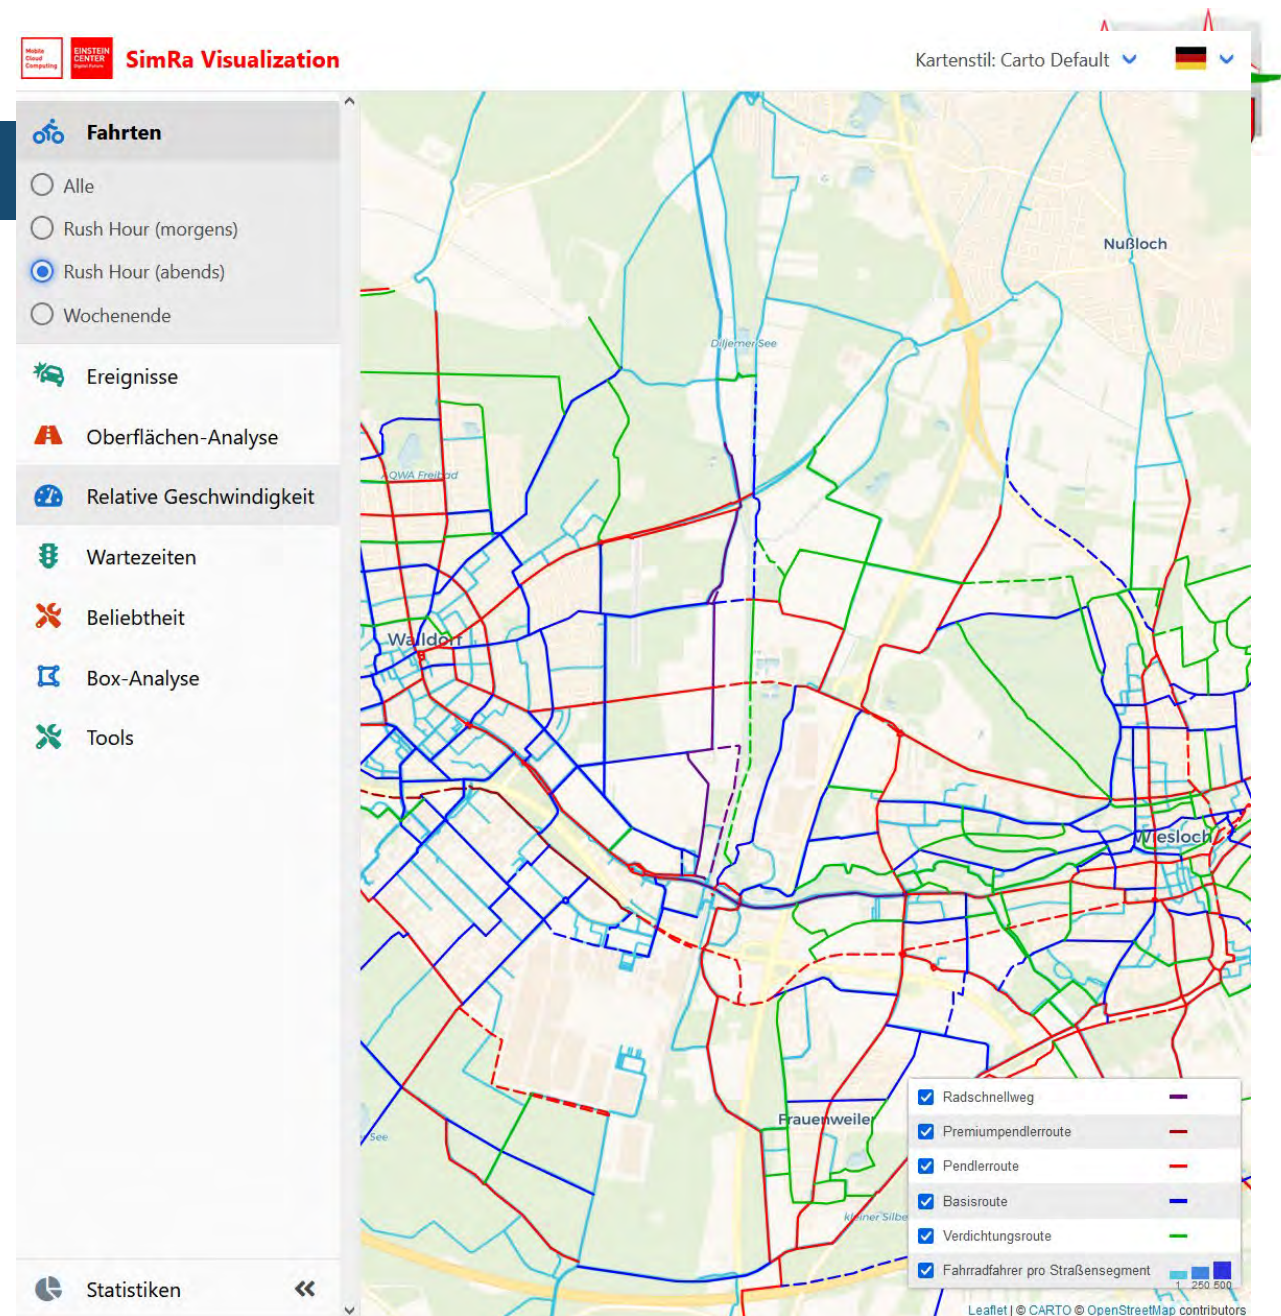 Mobile
Cloud
Computing
EINSTEIN
CENTER
Digital Future
SimRa Visualization
Kartenstil: Carto Default
Fahrten
Alle
Rush Hour (morgens)
Rush Hour (abends)
Wochenende
Ereignisse
Oberflächen-Analyse
Relative Geschwindigkeit
Wartezeiten
Beliebtheit
Box-Analyse
Tools
Statistiken
Nußloch
Diljemer See
AQWA Freibad
Walldorf
Wiesloch
Frauenweiler
See
kleiner Silbe
Radschnellweg
Premiumpendlerroute
Pendlerroute
Basisroute
Verdichtungsroute
Fahrradfahrer pro Straßensegment
1 250 500
Leaflet | © CARTO © OpenStreetMap contributors